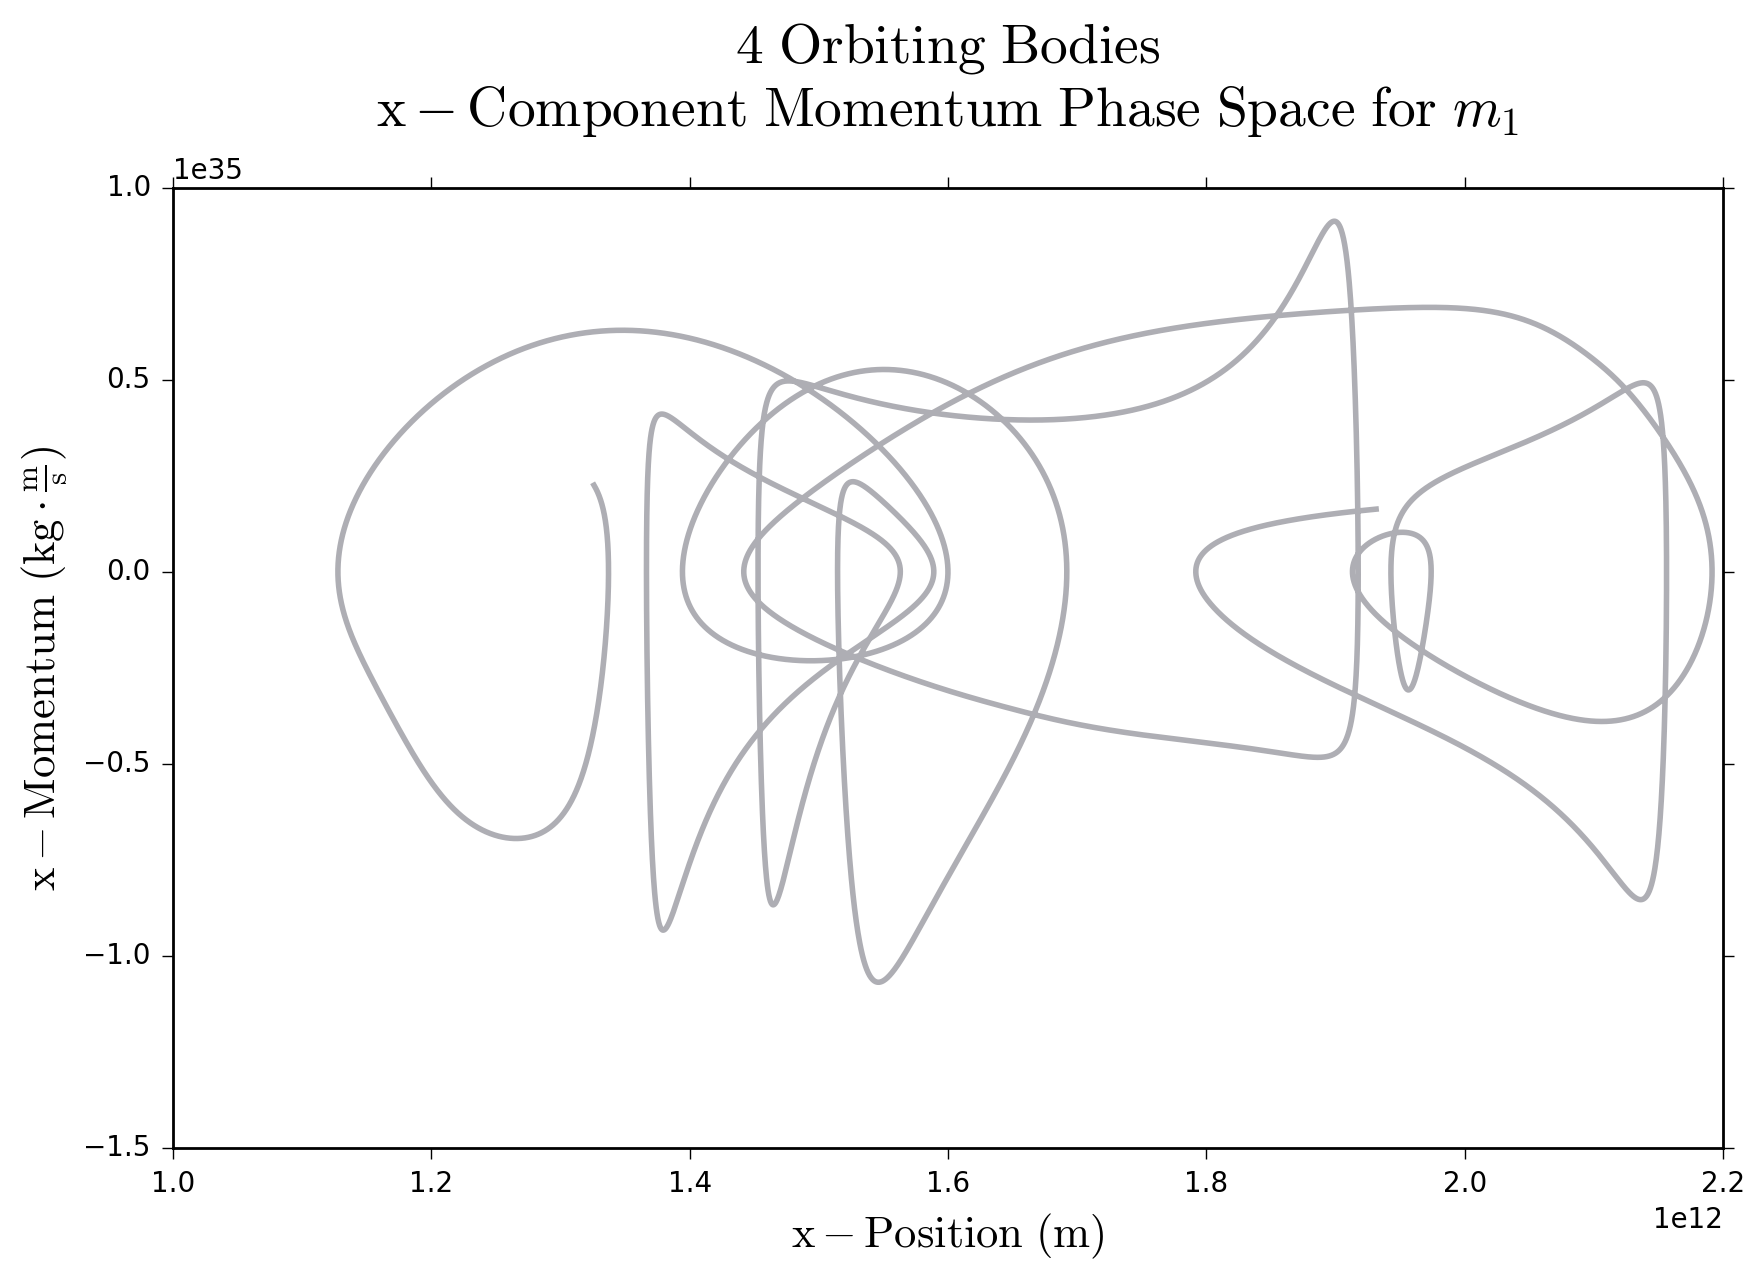 4 Orbiting Bodies
x − Component Momentum Phase Space for m₁
1e35
1.0
0.5
0.0
−0.5
−1.0
−1.5
x − Momentum (kg · m/s)
1.0 1.2 1.4 1.6 1.8 2.0 2.2
1e12
x − Position (m)